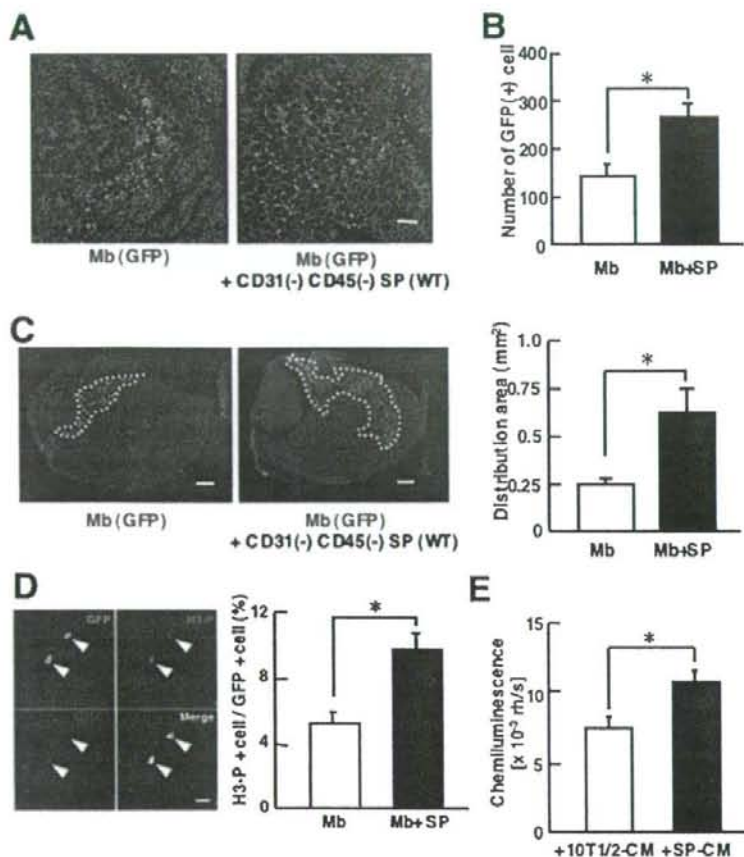 A
Mb (GFP)
Mb (GFP)
+ CD31(-) CD45(-) SP (WT)
B
Number of GFP(+) cell
400
300
200
100
0
*
Mb
Mb+SP
C
Mb (GFP)
Mb (GFP)
+ CD31(-) CD45(-) SP (WT)
Distribution area (mm²)
1.0
0.75
0.5
0.25
0
*
Mb
Mb+SP
D
GFP
H3-P
Merge
H3-P +cell / GFP +cell (%)
12
8
4
0
*
Mb
Mb+SP
E
Chemiluminescence
[x 10⁻³ rh/s]
15
10
5
0
*
+10T1/2-CM
+SP-CM